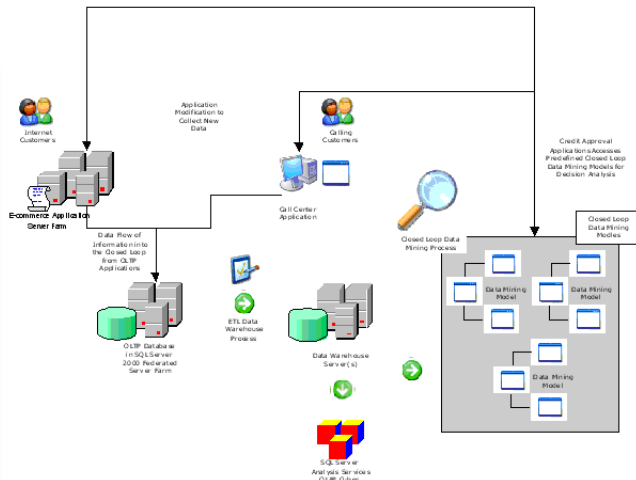 Internet
Customers
Application
Modification to
Collect New
Data
Calling
Customers
Credit Approval
Applications Accesses
Predefined Closed Loop
Data Mining Models for
Decision Analysis
E-commerce Application
Server Farm
Call Center
Application
Closed Loop Data
Mining Process
Closed Loop
Data Mining
Modles
Data Flow of
Information into
the Closed Loop
from OLTP
Applications
Data Mining
Model
Data Mining
Model
ETL Data
Warehouse
Process
OLTP Database
in SQL Server
2000 Federated
Server Farm
Data Warehouse
Server(s)
Data Mining
Model
SQL Server
Analysis Services
OLAP Cubes